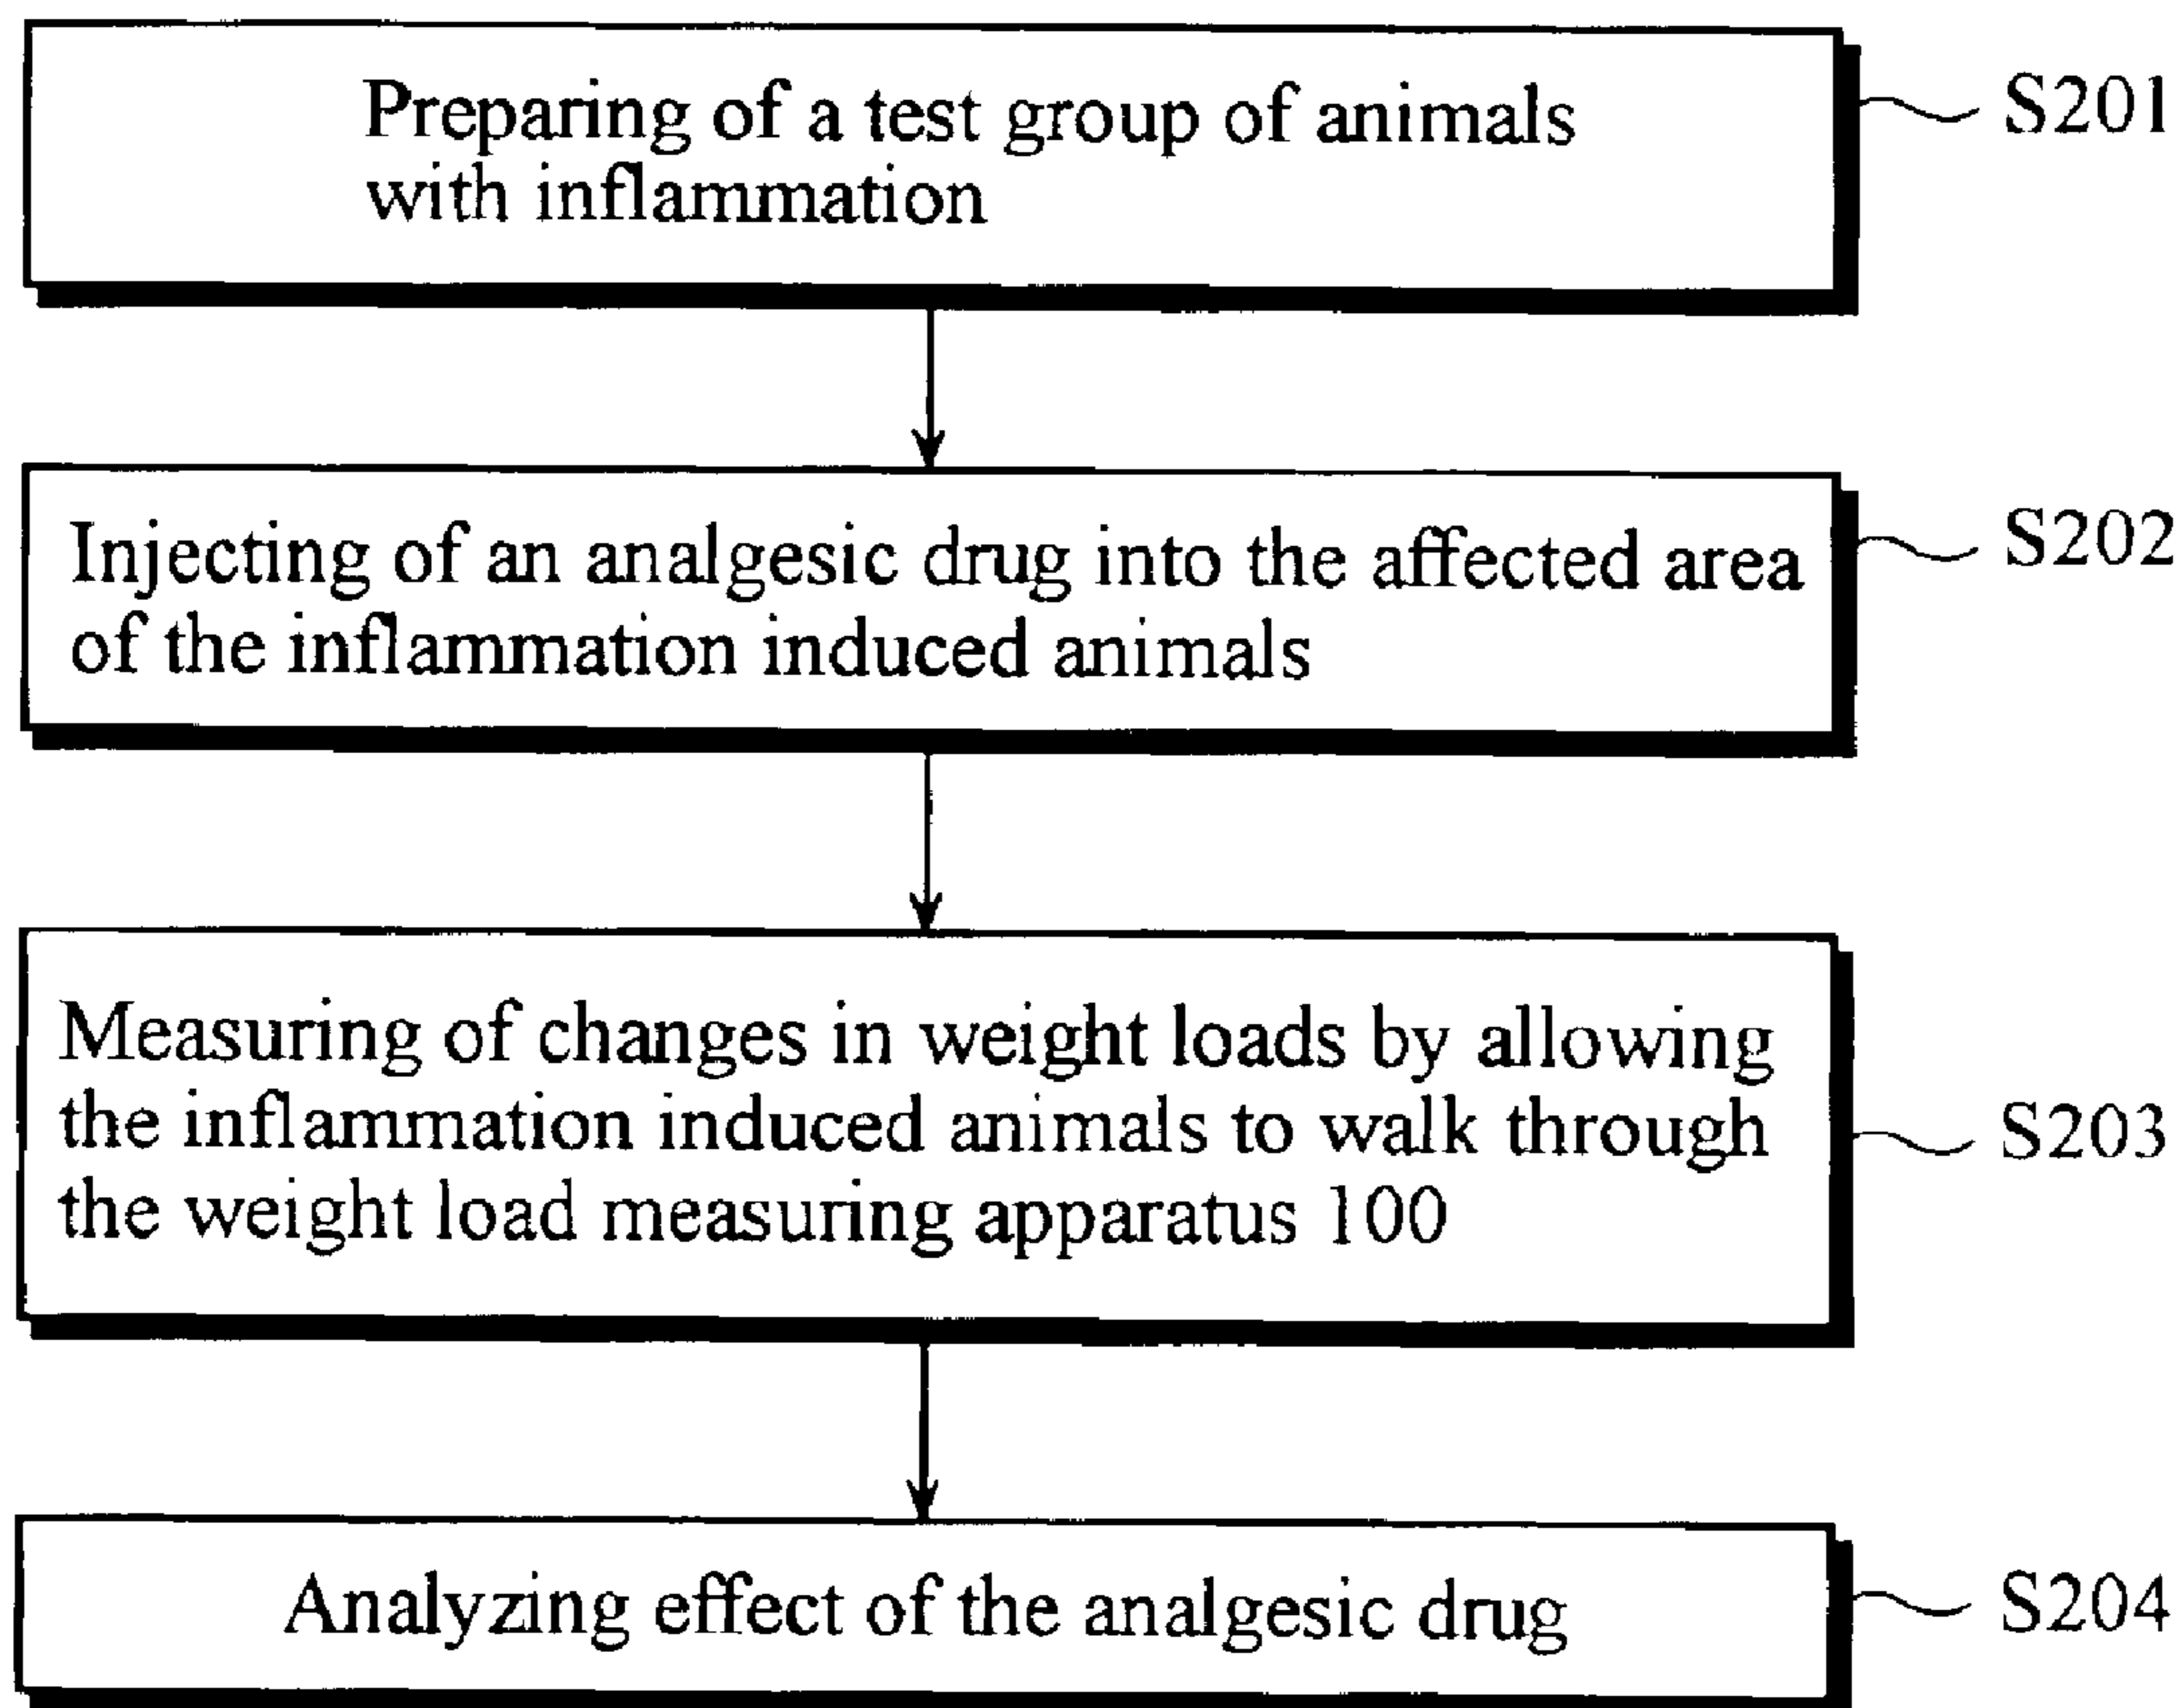 Preparing of a test group of animals
with inflammation
S201
Injecting of an analgesic drug into the affected area
of the inflammation induced animals
S202
Measuring of changes in weight loads by allowing
the inflammation induced animals to walk through
the weight load measuring apparatus 100
S203
Analyzing effect of the analgesic drug
S204